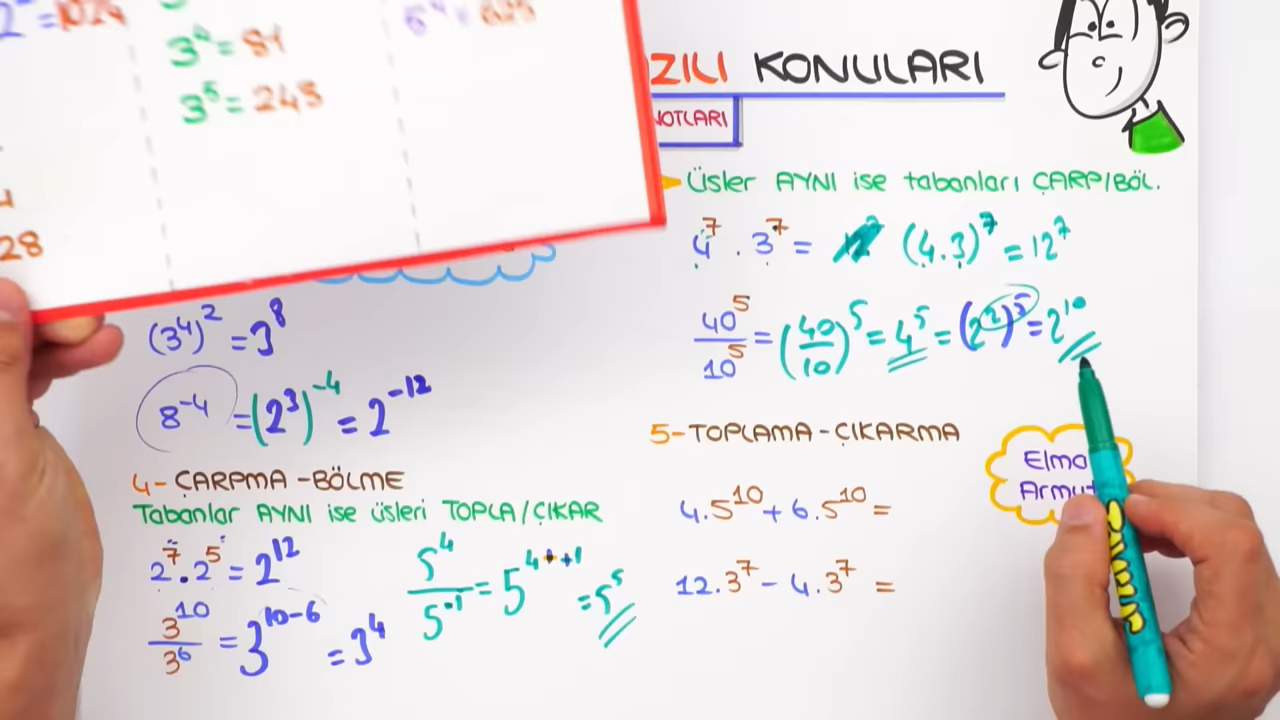 2 = 1024
3⁴ = 81
3⁵ = 243
5⁴ = 625
28
ZILI KONULARI
NOTLARI
Üsler AYNI ise tabanları ÇARP/BÖL.
4⁷ . 3⁷ = (4.3)⁷ = 12⁷
40⁵/10⁵ = (40/10)⁵ = 4⁵ = (2²)⁵ = 2¹⁰
(3⁴)² = 3⁸
8⁻⁴ = (2³)⁻⁴ = 2⁻¹²
4- ÇARPMA - BÖLME
Tabanlar AYNI ise üsleri TOPLA/ÇIKAR
2⁷ . 2⁵ = 2¹²
3¹⁰/3⁶ = 3¹⁰⁻⁶ = 3⁴
5⁴/5⁻¹ = 5⁴⁺¹ = 5⁵
5- TOPLAMA - ÇIKARMA
4.5¹⁰ + 6.5¹⁰ =
12.3⁷ - 4.3⁷ =
Elma
Armut